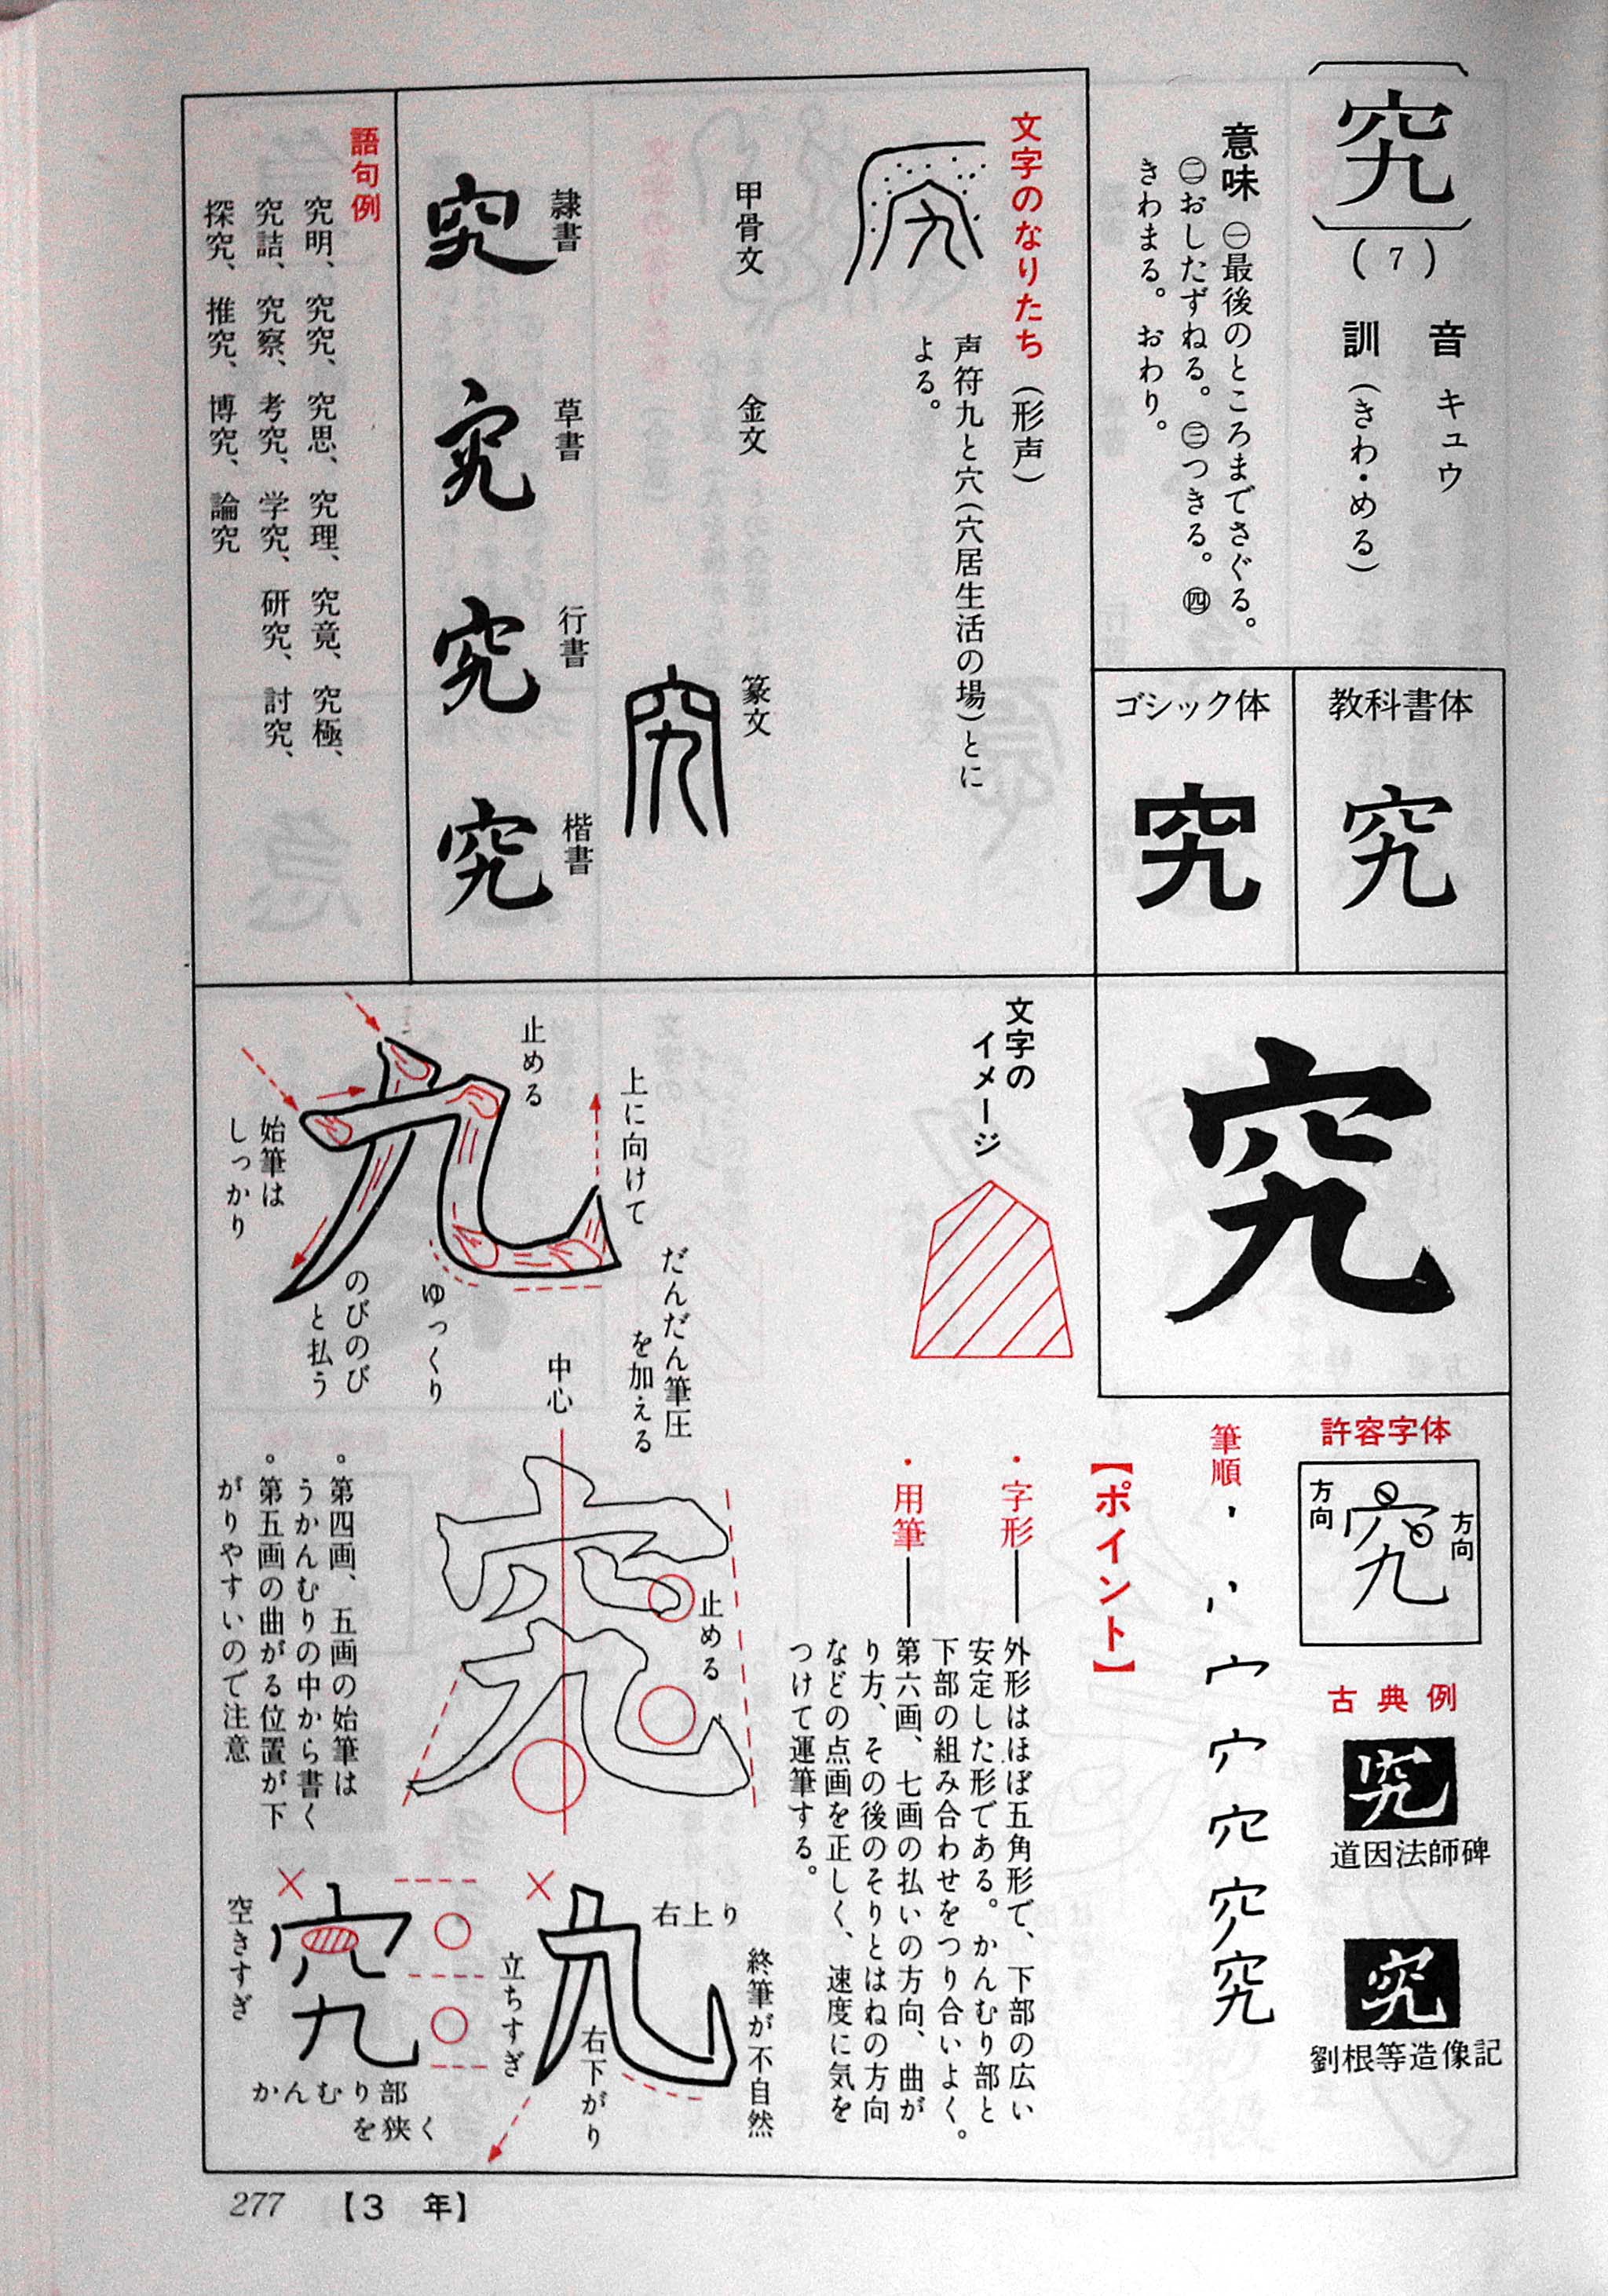 〔究〕(7)
音 キュウ
訓 (きわ・める)
意味 ㊀最後のところまでさぐる。
㊁おしたずねる。㊂つきる。㊃
きわまる。おわり。
教科書体
究
ゴシック体
究
究
文字のなりたち (形声)
声符九と穴(穴居生活の場)とに
よる。
甲骨文
金文
篆文
究
隷書
究
草書
究
行書
究
楷書
究
語句例
究明、究究、究思、究理、究竟、究極、
究詰、究察、考究、学究、研究、討究、
探究、推究、博究、論究
許容字体
方向
究
方向
古典例
究
道因法師碑
究
劉根等造像記
筆順
究
【ポイント】
・字形――外形はほぼ五角形で、下部の広い
安定した形である。かんむり部と
下部の組み合わせをつり合いよく。
・用筆――第六画、七画の払いの方向、曲が
り方、その後のそりとはねの方向
などの点画を正しく、速度に気を
つけて運筆する。
文字の
イメージ
止める
上に向けて
だんだん筆圧
を加える
始筆は
しっかり
のびのび
と払う
ゆっくり
中心
止める
。第四画、五画の始筆は
うかんむりの中から書く
。第五画の曲がる位置が下
がりやすいので注意
右上り
終筆が不自然
立ちすぎ
右下がり
空きすぎ
かんむり部
を狭く
277 【3 年】